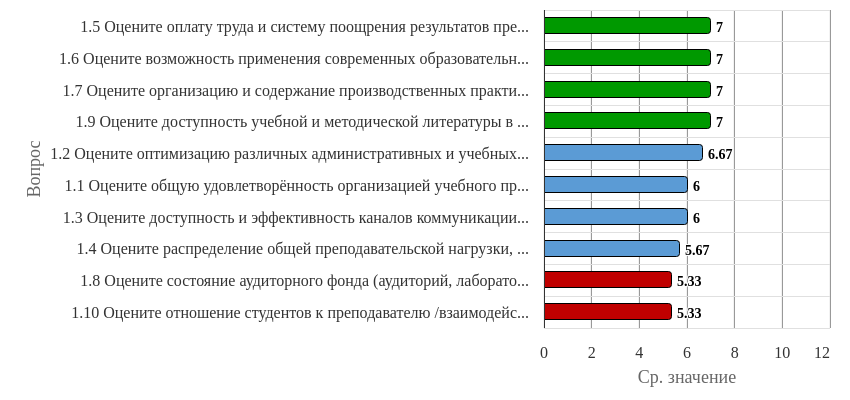 1.5 Оцените оплату труда и систему поощрения результатов пре... 7
1.6 Оцените возможность применения современных образовательн... 7
1.7 Оцените организацию и содержание производственных практи... 7
1.9 Оцените доступность учебной и методической литературы в ... 7
1.2 Оцените оптимизацию различных административных и учебных... 6.67
1.1 Оцените общую удовлетворённость организацией учебного пр... 6
1.3 Оцените доступность и эффективность каналов коммуникации... 6
1.4 Оцените распределение общей преподавательской нагрузки, ... 5.67
1.8 Оцените состояние аудиторного фонда (аудиторий, лаборато... 5.33
1.10 Оцените отношение студентов к преподавателю /взаимодейс... 5.33
Вопрос
0 2 4 6 8 10 12
Ср. значение